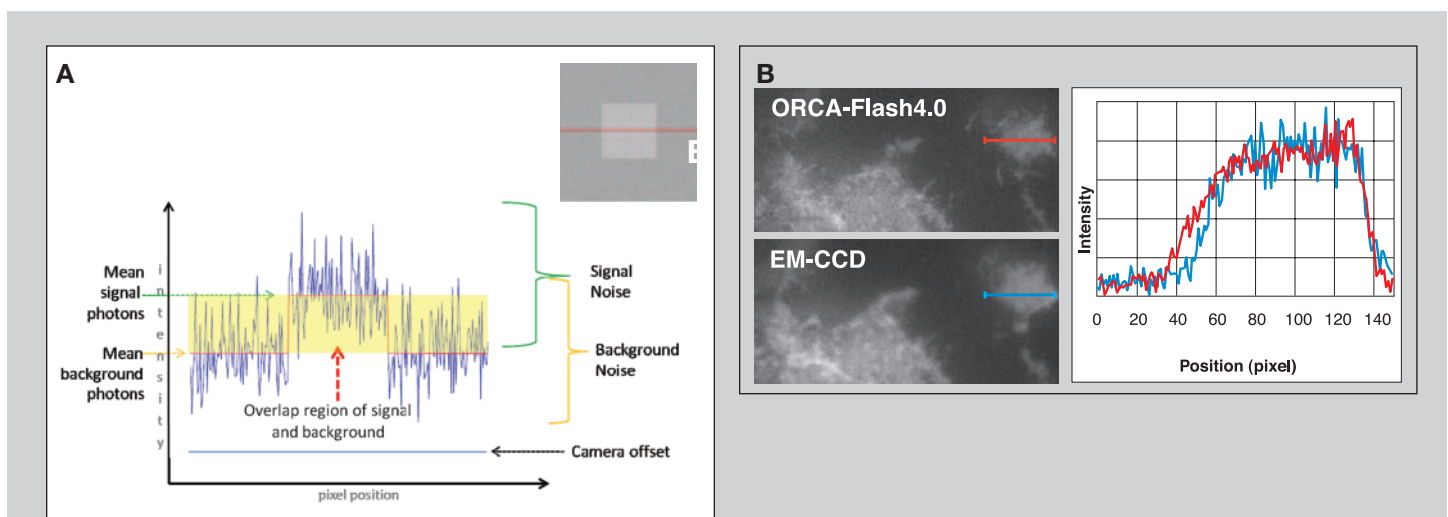 A
E
i
n
t
e
n
s
i
t
y
Mean
signal
photons
Mean
background
photons
Signal
Noise
Background
Noise
Overlap region of signal
and background
Camera offset
pixel position
B
ORCA-Flash4.0
EM-CCD
Intensity
0 20 40 60 80 100 120 140
Position (pixel)